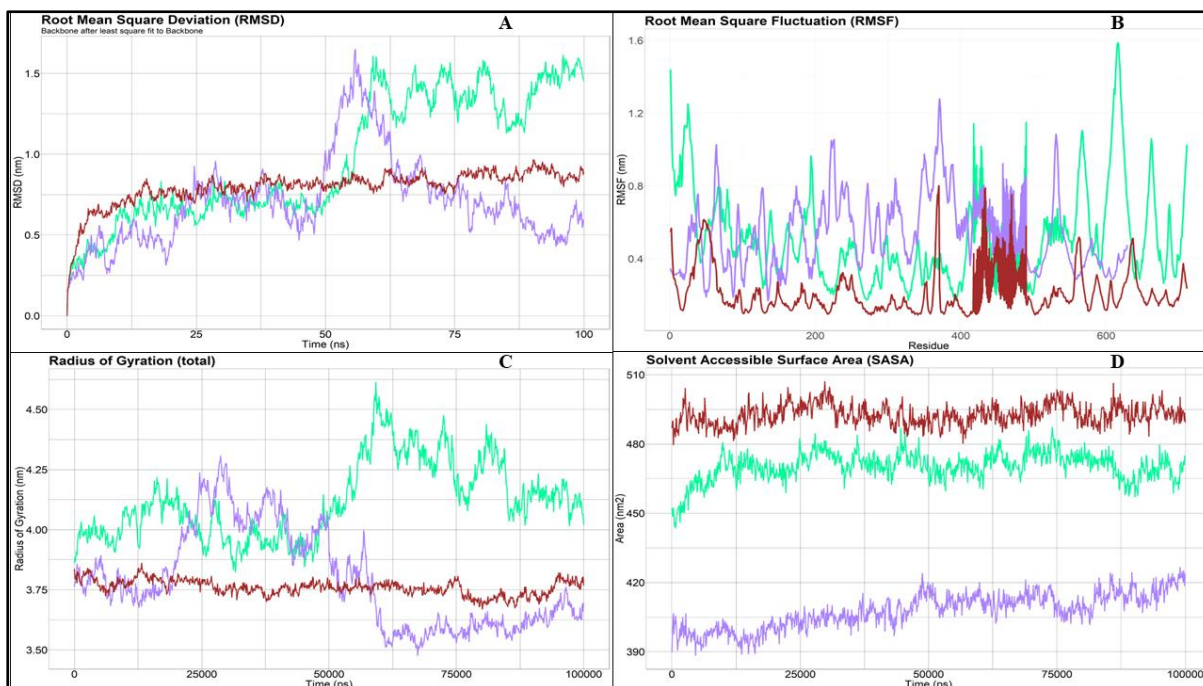 Root Mean Square Deviation (RMSD)
A
Backbone after least square fit to Backbone
1.5
1.0
0.5
0.0
RMSD (nm)
0
25
50
75
100
Time (ns)
Root Mean Square Fluctuation (RMSF)
B
1.6
1.2
0.8
0.4
RMSF (nm)
0
200
400
600
Residue
Radius of Gyration (total)
C
4.50
4.25
4.00
3.75
3.50
Radius of Gyration (nm)
0
25000
50000
75000
100000
Time (ns)
Solvent Accessible Surface Area (SASA)
D
510
480
450
420
390
Area (nm2)
0
25000
50000
75000
100000
Time (ns)